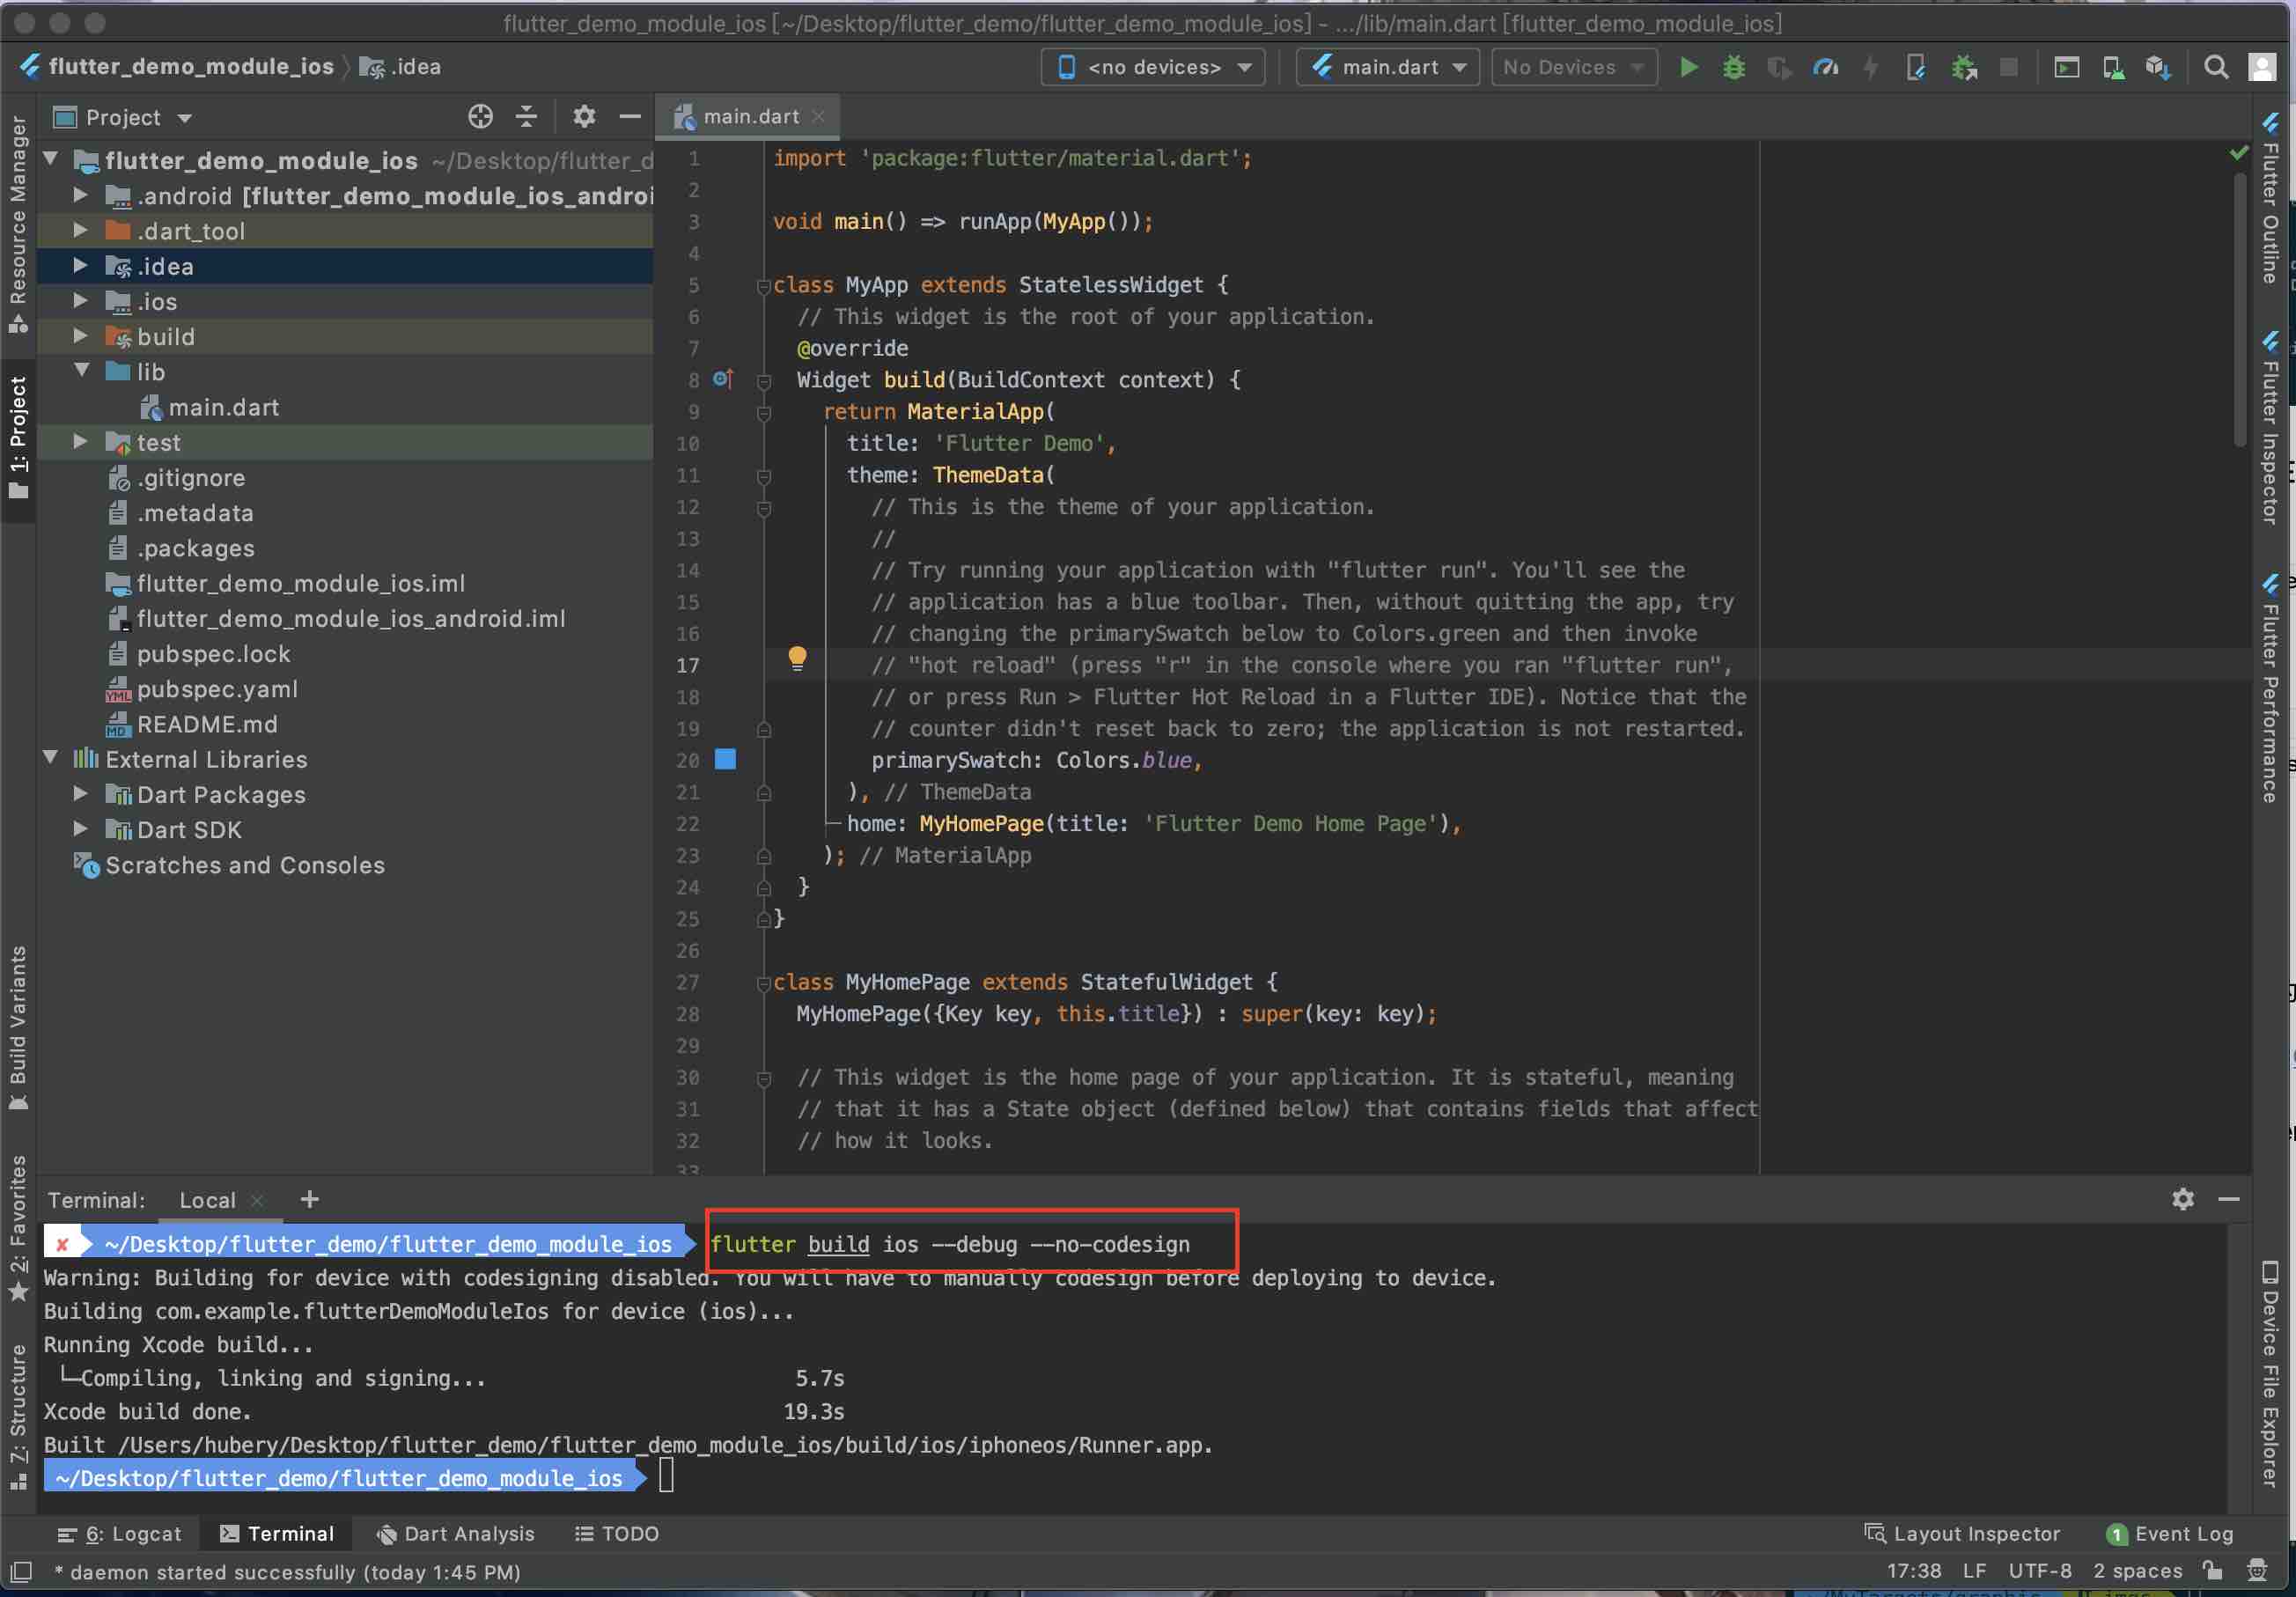 flutter_demo_module_ios [~/Desktop/flutter_demo/flutter_demo_module_ios] - .../lib/main.dart [flutter_demo_module_ios]
flutter_demo_module_ios .idea <no devices> main.dart No Devices
Project
main.dart
Resource Manager
1: Project
Build Variants
2: Favorites
7: Structure
flutter_demo_module_ios ~/Desktop/flutter_d
.android [flutter_demo_module_ios_androi
.dart_tool
.idea
.ios
build
lib
main.dart
test
.gitignore
.metadata
.packages
flutter_demo_module_ios.iml
flutter_demo_module_ios_android.iml
pubspec.lock
pubspec.yaml
README.md
External Libraries
Dart Packages
Dart SDK
Scratches and Consoles
1 import 'package:flutter/material.dart';
2
3 void main() => runApp(MyApp());
4
5 class MyApp extends StatelessWidget {
6 // This widget is the root of your application.
7 @override
8 Widget build(BuildContext context) {
9 return MaterialApp(
10 title: 'Flutter Demo',
11 theme: ThemeData(
12 // This is the theme of your application.
13 //
14 // Try running your application with "flutter run". You'll see the
15 // application has a blue toolbar. Then, without quitting the app, try
16 // changing the primarySwatch below to Colors.green and then invoke
17 // "hot reload" (press "r" in the console where you ran "flutter run",
18 // or press Run > Flutter Hot Reload in a Flutter IDE). Notice that the
19 // counter didn't reset back to zero; the application is not restarted.
20 primarySwatch: Colors.blue,
21 ), // ThemeData
22 home: MyHomePage(title: 'Flutter Demo Home Page'),
23 ); // MaterialApp
24 }
25 }
26
27 class MyHomePage extends StatefulWidget {
28 MyHomePage({Key key, this.title}) : super(key: key);
29
30 // This widget is the home page of your application. It is stateful, meaning
31 // that it has a State object (defined below) that contains fields that affect
32 // how it looks.
33
Flutter Outline
Flutter Inspector
Flutter Performance
Device File Explorer
Terminal: Local +
✘ ~/Desktop/flutter_demo/flutter_demo_module_ios flutter build ios --debug --no-codesign
Warning: Building for device with codesigning disabled. You will have to manually codesign before deploying to device.
Building com.example.flutterDemoModuleIos for device (ios)...
Running Xcode build...
└─Compiling, linking and signing... 5.7s
Xcode build done. 19.3s
Built /Users/hubery/Desktop/flutter_demo/flutter_demo_module_ios/build/ios/iphoneos/Runner.app.
~/Desktop/flutter_demo/flutter_demo_module_ios
6: Logcat Terminal Dart Analysis TODO Layout Inspector 1 Event Log
* daemon started successfully (today 1:45 PM) 17:38 LF UTF-8 2 spaces